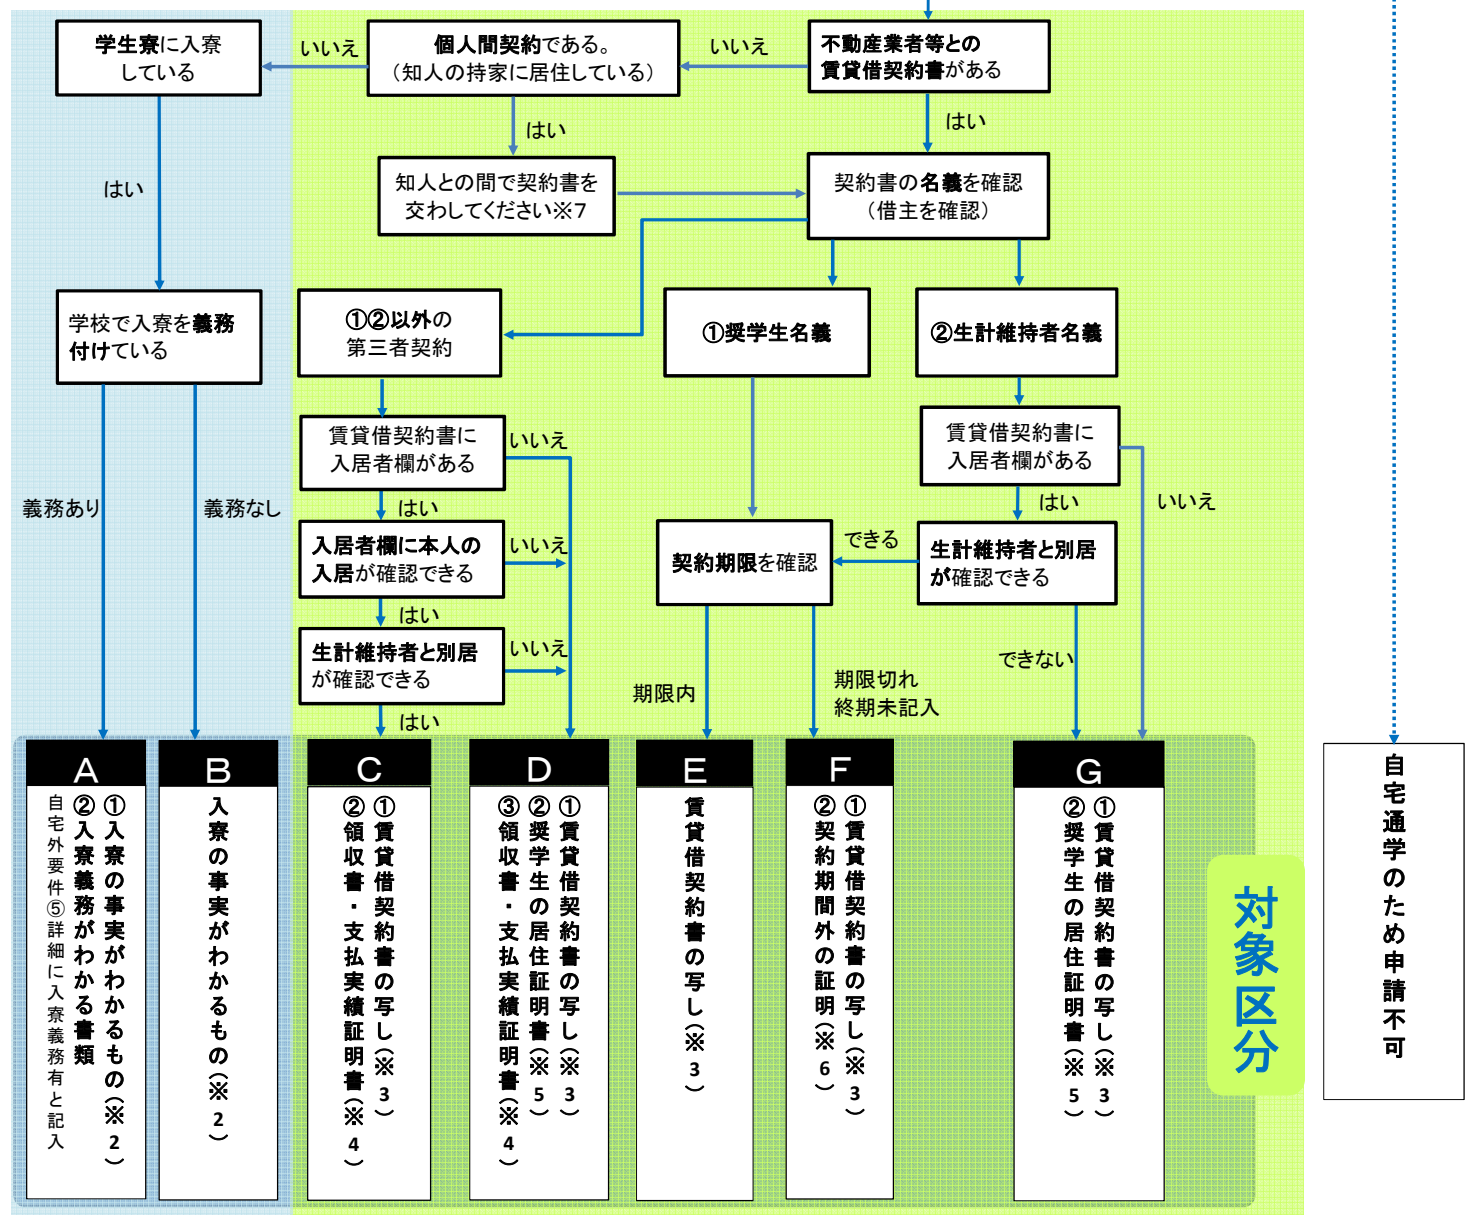 学生寮に入寮
している
いいえ
個人間契約である。
（知人の持家に居住している）
いいえ
不動産業者等との
賃貸借契約書がある
はい
はい
はい
知人との間で契約書を
交わしてください※7
契約書の名義を確認
（借主を確認）
学校で入寮を義務
付けている
①②以外の
第三者契約
①奨学生名義
②生計維持者名義
賃貸借契約書に
入居者欄がある
いいえ
賃貸借契約書に
入居者欄がある
義務あり
義務なし
はい
はい
いいえ
入居者欄に本人の
入居が確認できる
いいえ
契約期限を確認
できる
生計維持者と別居
が確認できる
はい
生計維持者と別居
が確認できる
いいえ
できない
期限内
期限切れ
終期未記入
はい
A
①入寮の事実がわかるもの（※2）
②入寮義務がわかる書類
自宅外要件⑤詳細に入寮義務有と記入
B
入寮の事実がわかるもの（※2）
C
①賃貸借契約書の写し（※3）
②領収書・支払実績証明書（※4）
D
①賃貸借契約書の写し（※3）
②奨学生の居住証明書（※5）
③領収書・支払実績証明書（※4）
E
賃貸借契約書の写し（※3）
F
①賃貸借契約書の写し（※3）
②契約期間外の証明（※6）
G
①賃貸借契約書の写し（※3）
②奨学生の居住証明書（※5）
対象区分
自宅通学のため申請不可